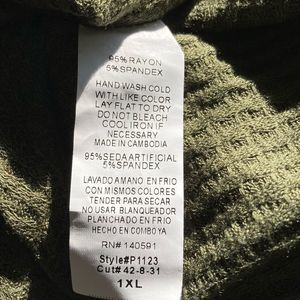 95% RAYON
5% SPANDEX
HAND WASH COLD
WITH LIKE COLOR
LAY FLAT TO DRY
DO NOT BLEACH
COOL IRON IF
NECESSARY
MADE IN CAMBODIA
95%SEDA ARTIFICIAL
5% SPANDEX
LAVADO AMANO EN FRIO
CON MISMOS COLORES
TENDER PARA SECAR
NO USAR BLANQUEADOR
PLANCHADO EN FRIO
HECHO EN COMBOYA
RN# 140591
Style#P1123
Cut# 42-8-31
1XL